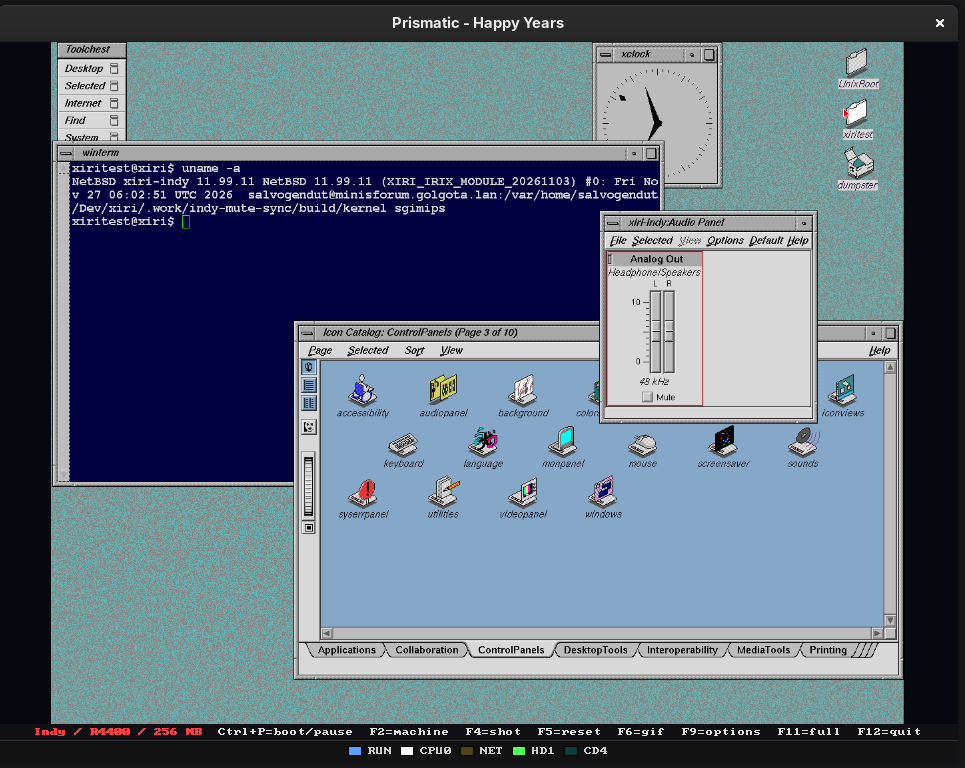 Prismatic - Happy Years
Toolchest
Desktop
Selected
Internet
Find
System
xclock
UnixRoot
xiritest
dumpster
winterm
xiritest@xiri$ uname -a
NetBSD xiri-indy 11.99.11 NetBSD 11.99.11 (XIRI_IRIX_MODULE_20261103) #0: Fri No
v 27 06:02:51 UTC 2026  salvogendut@minisforum.golgota.lan:/var/home/salvogendut
/Dev/xiri/.work/indy-mute-sync/build/kernel sgimips
xiritest@xiri$
xiri-indy:Audio Panel
File Selected View Options Default Help
Analog Out
Headphone/Speakers
L R
10
0
48 kHz
Mute
Icon Catalog: ControlPanels (Page 3 of 10)
Page Selected Sort View Help
accessibility audiopanel background iconviews
keyboard language monpanel mouse screensaver sounds
syserrpanel utilities videopanel windows
Applications Collaboration ControlPanels DesktopTools Interoperability MediaTools Printing
Indy / R4400 / 256 MB Ctrl+P=boot/pause F2=machine F4=shot F5=reset F6=gif F9=options F11=full F12=quit
RUN CPU0 NET HD1 CD4